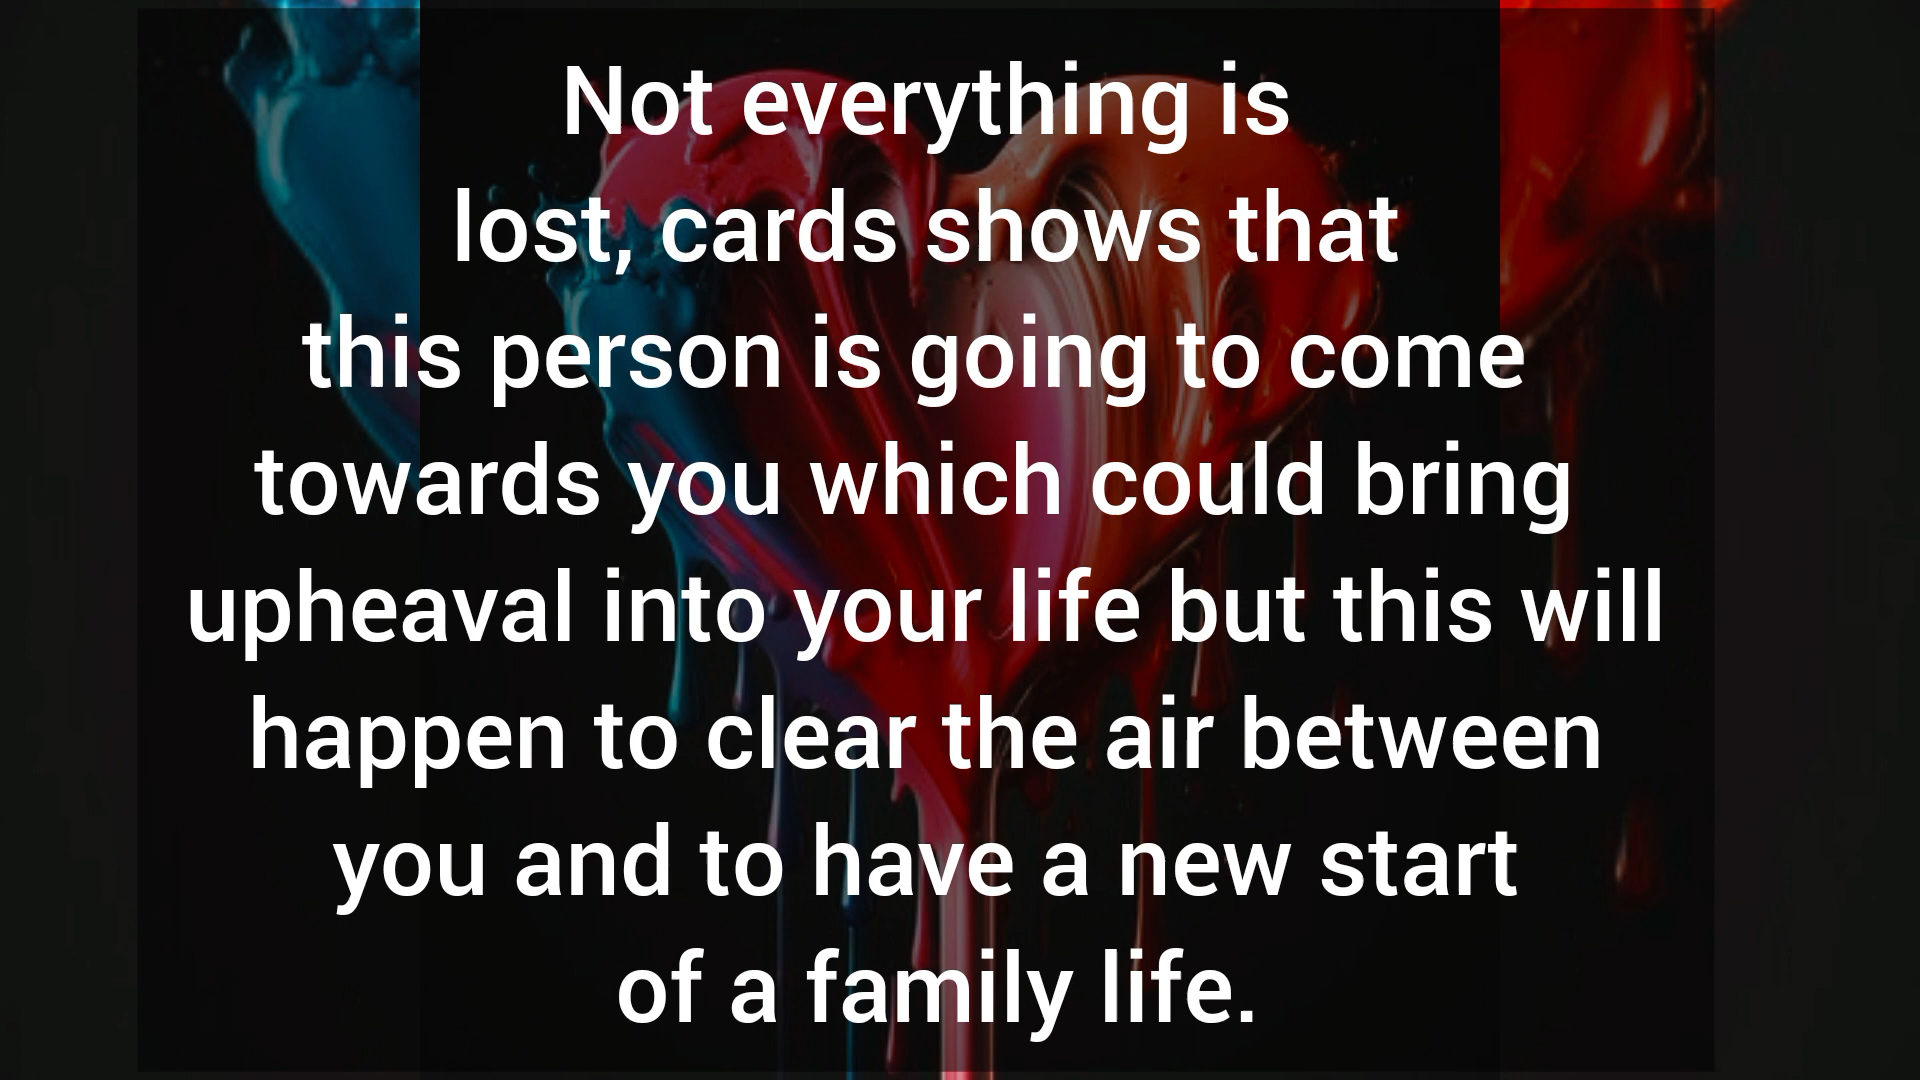 Not everything is
lost, cards shows that
this person is going to come
towards you which could bring
upheaval into your life but this will
happen to clear the air between
you and to have a new start
of a family life.